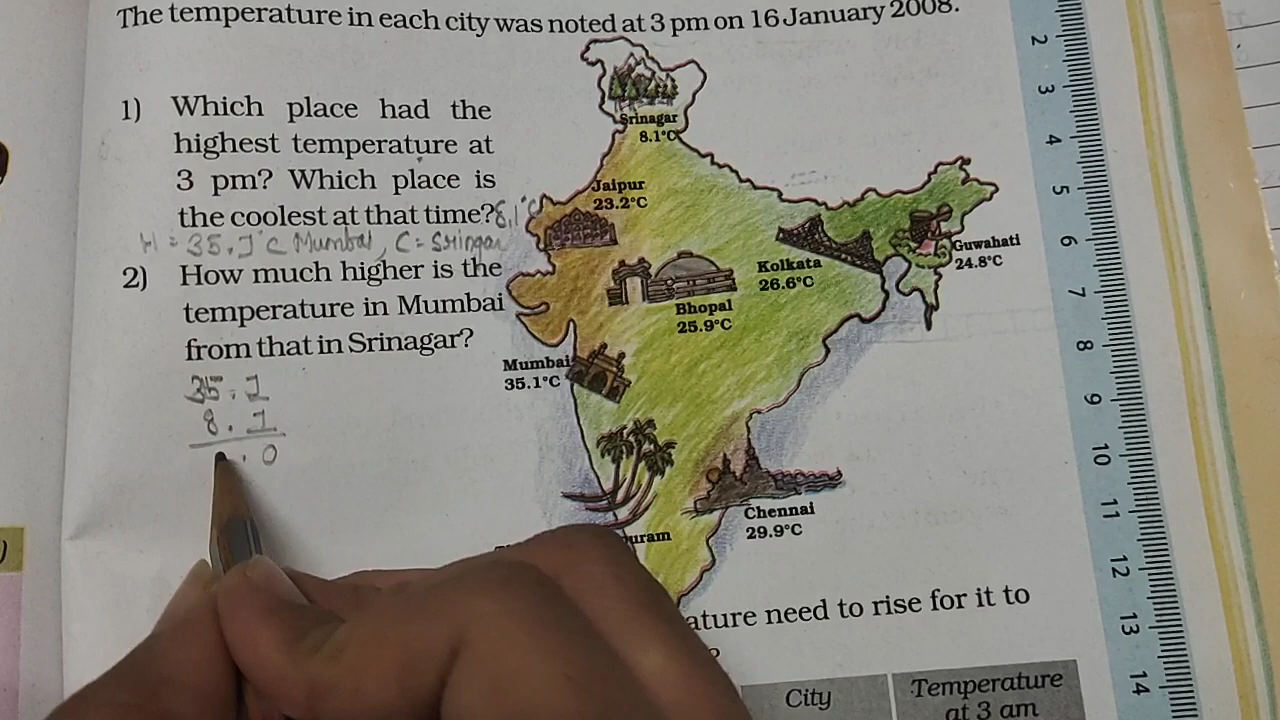 The temperature in each city was noted at 3 pm on 16 January 2008.
1) Which place had the
highest temperature at
3 pm? Which place is
the coolest at that time? 8.1°C
H = 35.1°C Mumbai, C = Sringar
2) How much higher is the
temperature in Mumbai
from that in Srinagar?
35.1
8.1
.0
Srinagar
8.1°C
Jaipur
23.2°C
Guwahati
24.8°C
Kolkata
26.6°C
Bhopal
25.9°C
Mumbai
35.1°C
Chennai
29.9°C
uram
ature need to rise for it to
?
City
Temperature
at 3 am
2
3
4
5
6
7
8
9
10
11
12
13
14